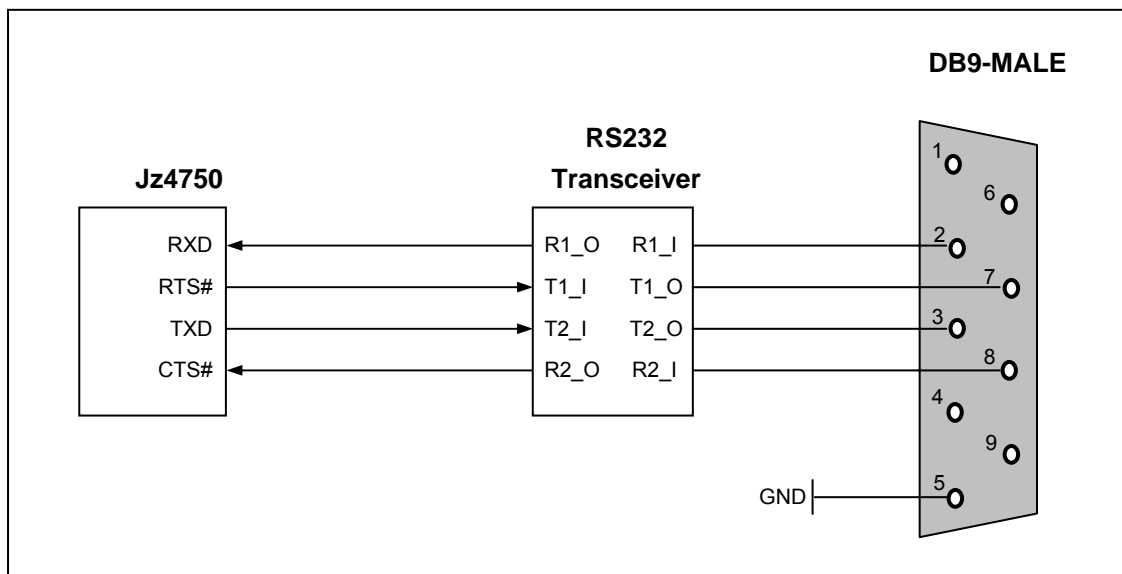 DB9-MALE
RS232
Transceiver
Jz4750
RXD
RTS#
TXD
CTS#
R1_O R1_I
T1_I T1_O
T2_I T2_O
R2_O R2_I
1
6
2
7
3
8
4
9
5
GND